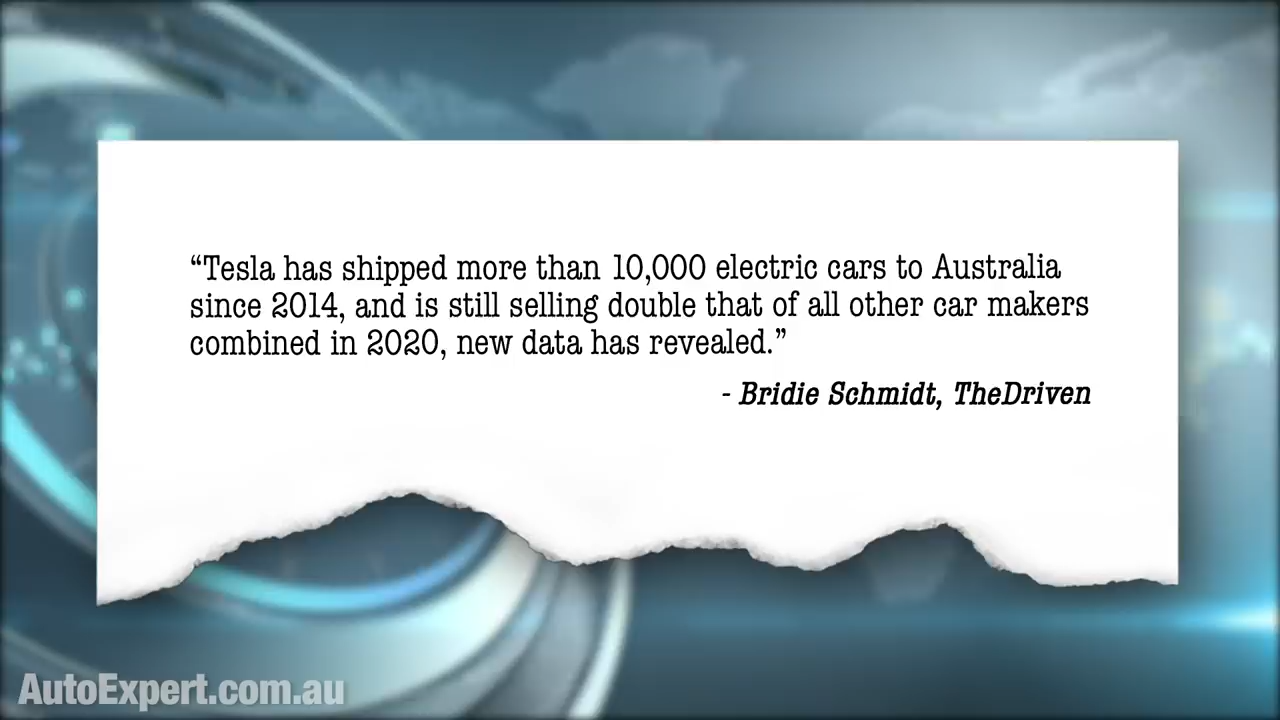 “Tesla has shipped more than 10,000 electric cars to Australia
since 2014, and is still selling double that of all other car makers
combined in 2020, new data has revealed.”
- Bridie Schmidt, TheDriven
AutoExpert.com.au